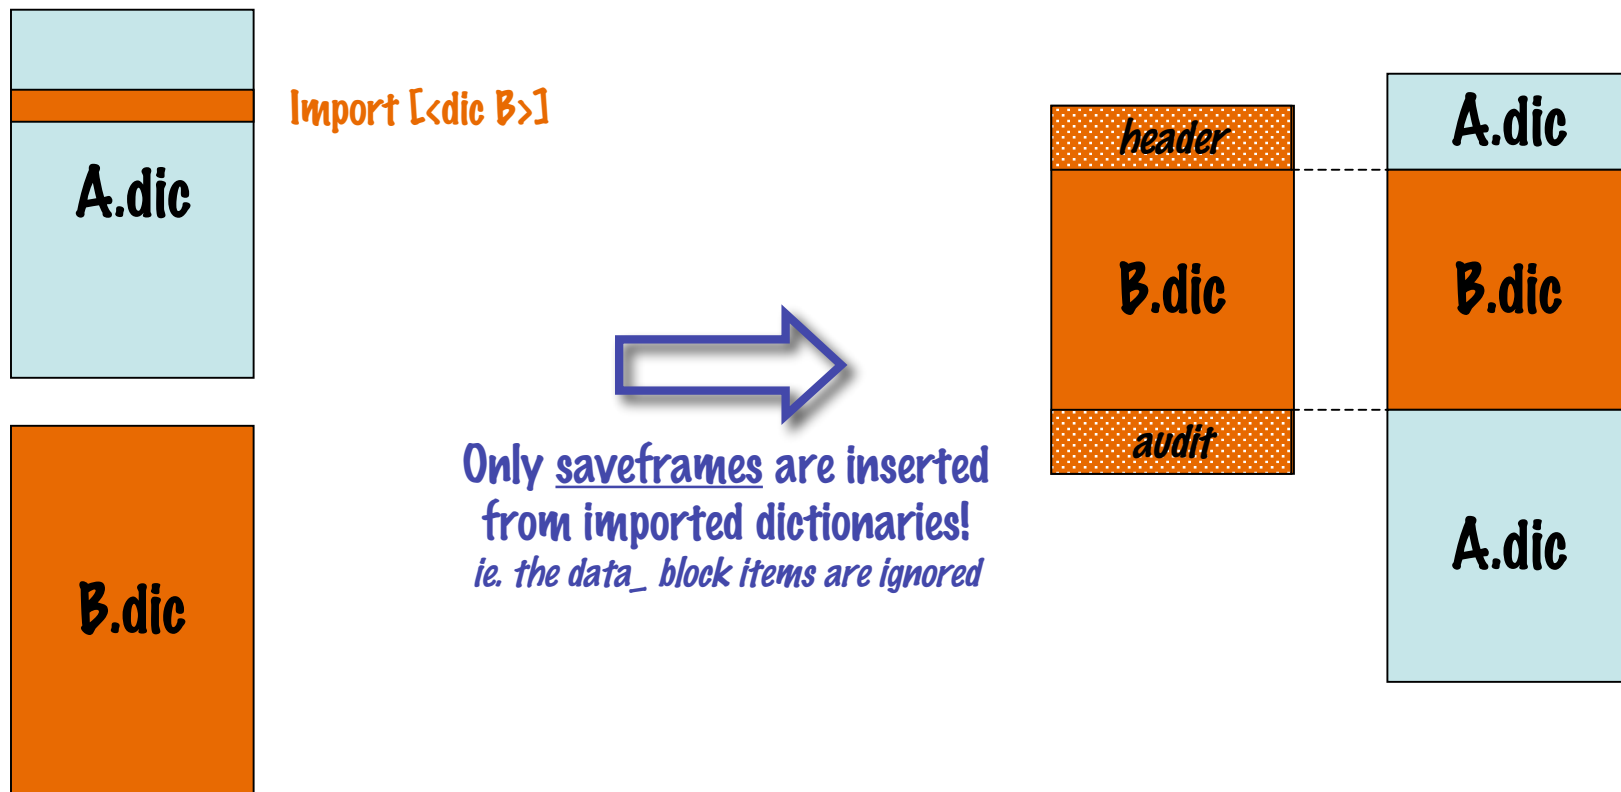 Import [<dic B>]
A.dic
B.dic
Only saveframes are inserted
from imported dictionaries!
ie. the data_ block items are ignored
header
B.dic
audit
A.dic
B.dic
A.dic